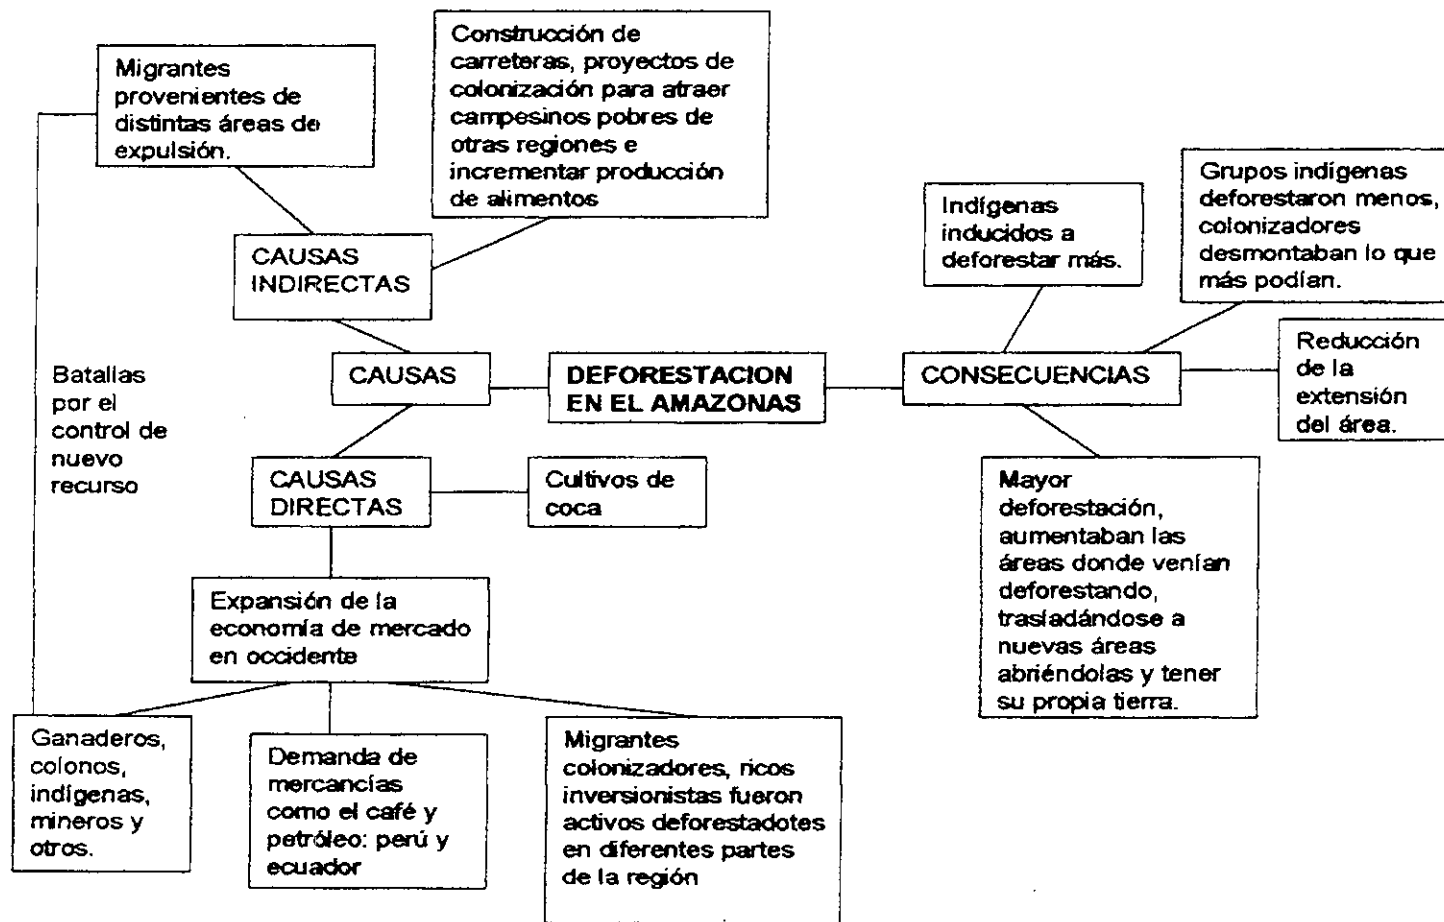 Migrantes
provenientes de
distintas áreas de
expulsión.
Construcción de
carreteras, proyectos de
colonización para atraer
campesinos pobres de
otras regiones e
incrementar producción
de alimentos
CAUSAS
INDIRECTAS
Indígenas
inducidos a
deforestar más.
Grupos indígenas
deforestaron menos,
colonizadores
desmontaban lo que
más podían.
Batallas
por el
control de
nuevo
recurso
CAUSAS
DEFORESTACION
EN EL AMAZONAS
CONSECUENCIAS
Reducción
de la
extensión
del área.
CAUSAS
DIRECTAS
Cultivos de
coca
Mayor
deforestación,
aumentaban las
áreas donde venían
deforestando,
trasladándose a
nuevas áreas
abriéndolas y tener
su propia tierra.
Expansión de la
economía de mercado
en occidente
Ganaderos,
colonos,
indígenas,
mineros y
otros.
Demanda de
mercancías
como el café y
petróleo: perú y
ecuador
Migrantes
colonizadores, ricos
inversionistas fueron
activos deforestadotes
en diferentes partes
de la región